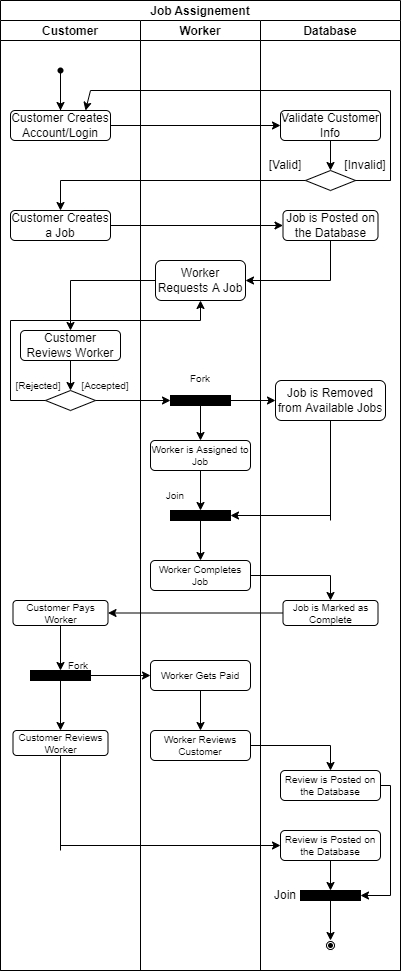 Job Assignement
Customer
Worker
Database
Customer Creates
Account/Login
Validate Customer
Info
[Valid]
[Invalid]
Customer Creates
a Job
Job is Posted on
the Database
Worker
Requests A Job
Customer
Reviews Worker
[Rejected]
[Accepted]
Fork
Job is Removed
from Available Jobs
Worker is Assigned to
Job
Join
Worker Completes
Job
Customer Pays
Worker
Job is Marked as
Complete
Fork
Worker Gets Paid
Customer Reviews
Worker
Worker Reviews
Customer
Review is Posted on
the Database
Review is Posted on
the Database
Join